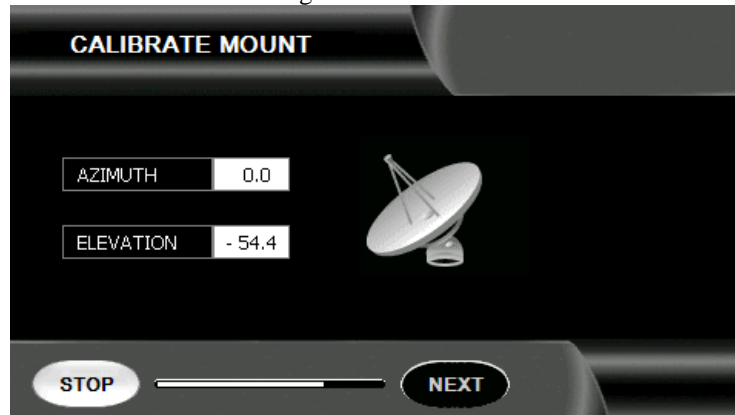 CALIBRATE MOUNT
AZIMUTH 0.0
ELEVATION - 54.4
STOP NEXT